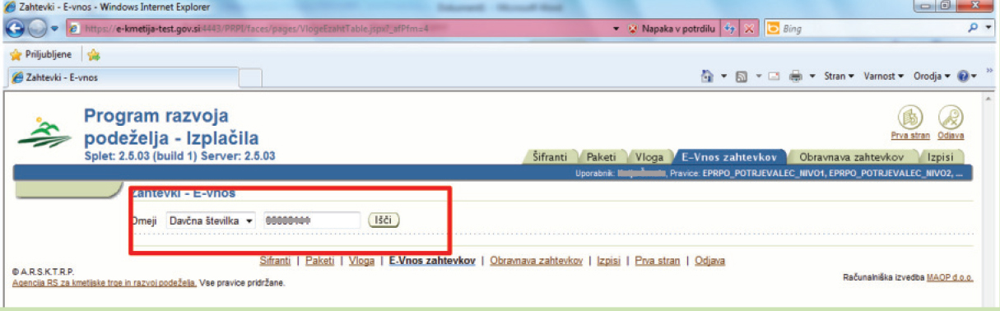 Zahtevki - E-vnos - Windows Internet Explorer
https://e-kmetija-test.gov.si:4443/PRPI/faces/pages/VlogeEzahtTable.jspx?_afPfm=4 Napaka v potrdilu Bing
Priljubljene
Zahtevki - E-vnos Stran Varnost Orodja
Program razvoja
podeželja - Izplačila
Splet: 2.5.03 (build 1) Server: 2.5.03
Prva stran Odjava
Šifranti Paketi Vloga E-Vnos zahtevkov Obravnava zahtevkov Izpisi
Uporabnik: Pravice: EPRPO_POTRJEVALEC_NIVO1, EPRPO_POTRJEVALEC_NIVO2, ...
Zahtevki - E-vnos
Omeji Davčna številka Išči
Šifranti | Paketi | Vloga | E-Vnos zahtevkov | Obravnava zahtevkov | Izpisi | Prva stran | Odjava
© A.R.S.K.T.R.P.
Agencija RS za kmetijske trge in razvoj podeželja. Vse pravice pridržane.
Računalniška izvedba MAOP d.o.o.